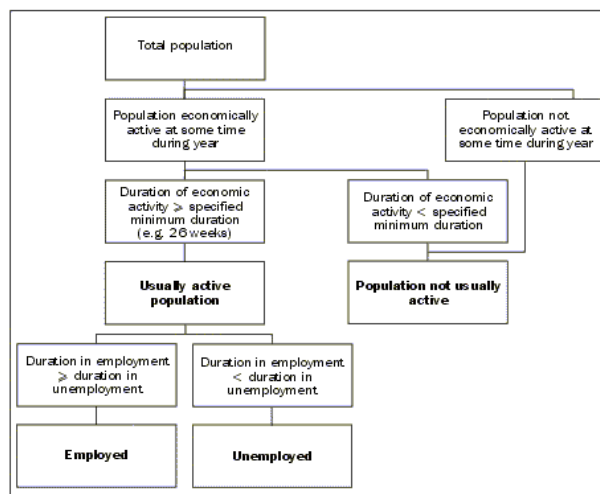 Total population
Population economically
active at some time
during year
Population not
economically active at
some time during year
Duration of economic
activity ⩾ specified
minimum duration
(e.g. 26 weeks)
Duration of economic
activity < specified
minimum duration
Usually active
population
Population not usually
active
Duration in employment
⩾ duration in
unemployment
Duration in employment
< duration in
unemployment
Employed
Unemployed